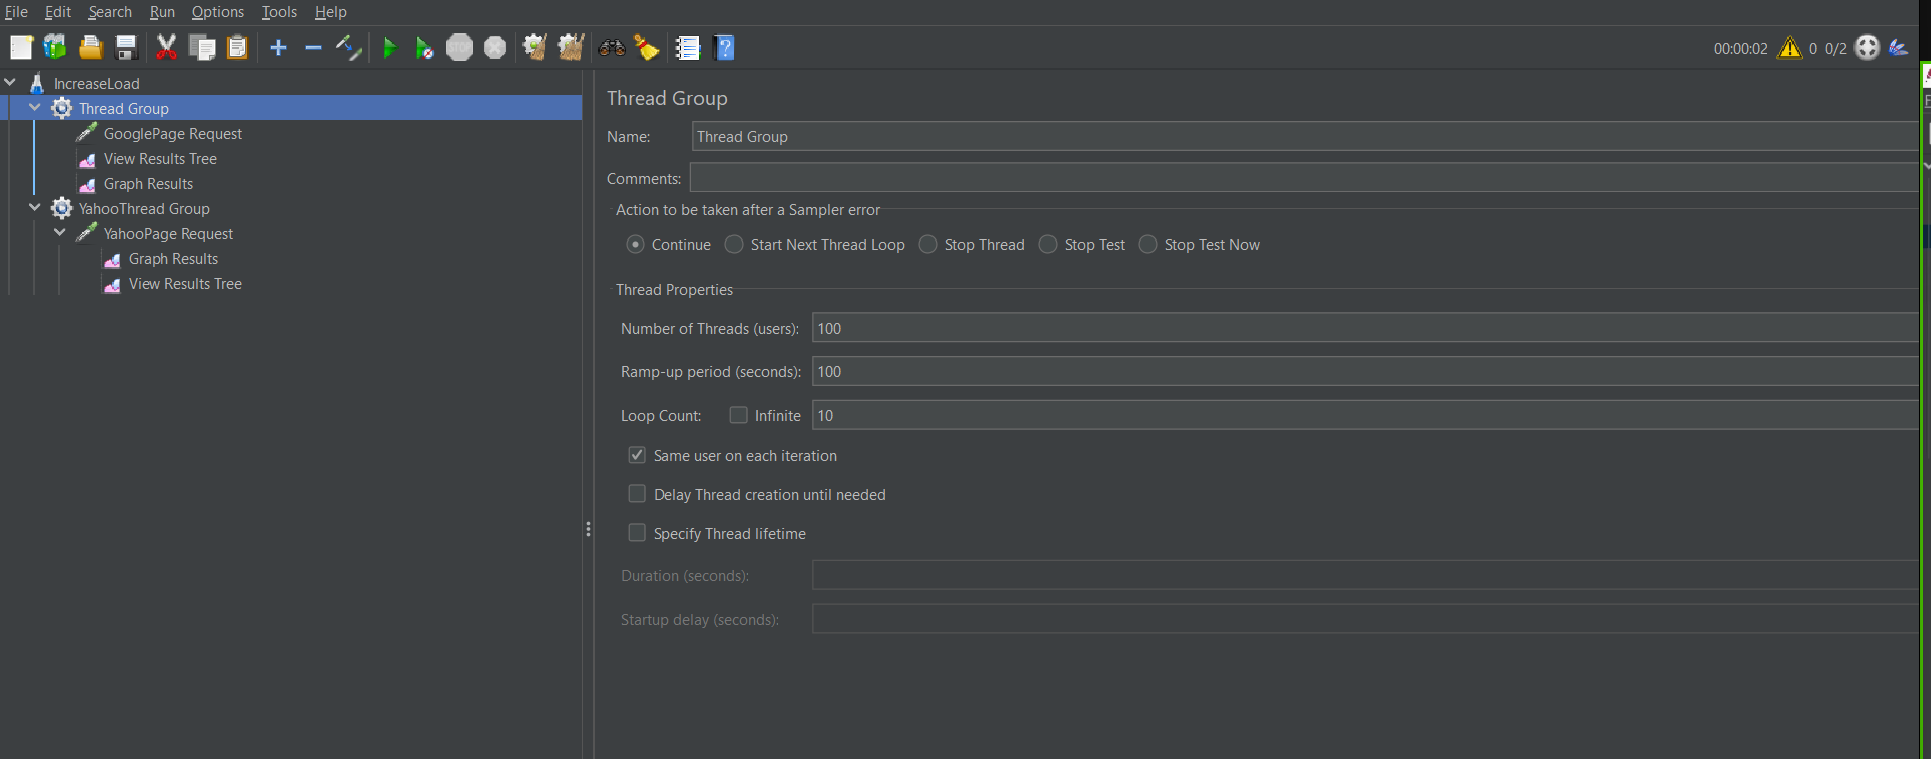 File Edit Search Run Options Tools Help
STOP 00:00:02 0 0/2
IncreaseLoad
Thread Group
GooglePage Request
View Results Tree
Graph Results
YahooThread Group
YahooPage Request
Graph Results
View Results Tree
Thread Group
Name: Thread Group
Comments:
Action to be taken after a Sampler error
Continue Start Next Thread Loop Stop Thread Stop Test Stop Test Now
Thread Properties
Number of Threads (users): 100
Ramp-up period (seconds): 100
Loop Count: Infinite 10
Same user on each iteration
Delay Thread creation until needed
Specify Thread lifetime
Duration (seconds):
Startup delay (seconds):